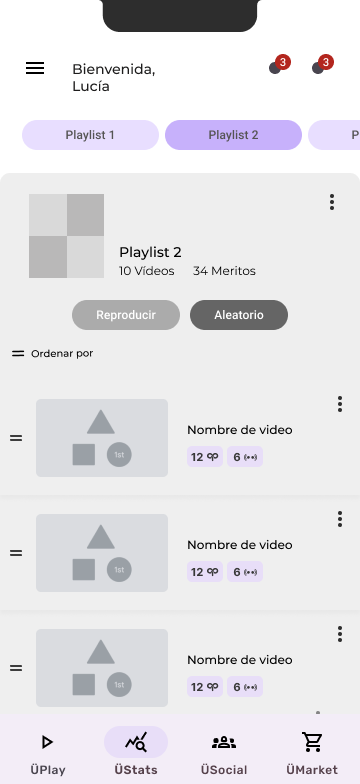 Bienvenida,
Lucía
3
3
Playlist 1
Playlist 2
P
Playlist 2
10 Vídeos
34 Meritos
Reproducir
Aleatorio
Ordenar por
1st
Nombre de video
12
6
1st
Nombre de video
12
6
1st
Nombre de video
12
6
ÜPlay
ÜStats
ÜSocial
ÜMarket